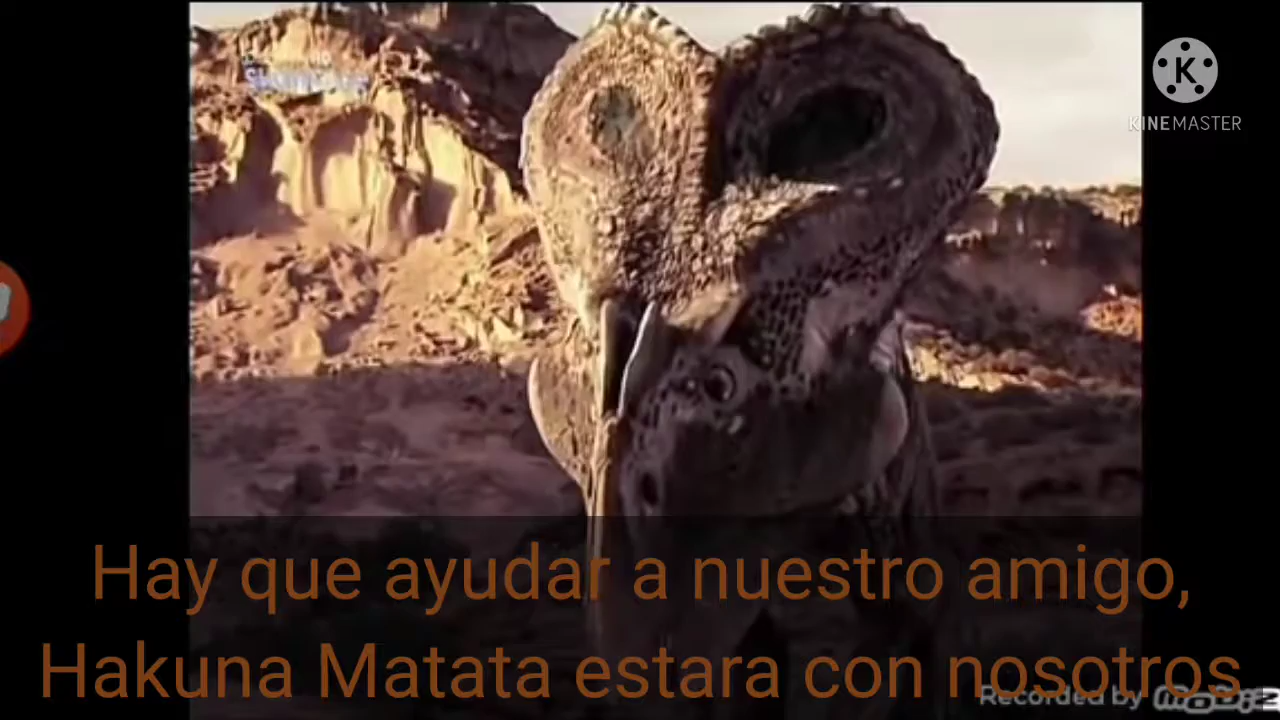 KINEMASTER
Hay que ayudar a nuestro amigo,
Hakuna Matata estara con nosotros
Recorded by